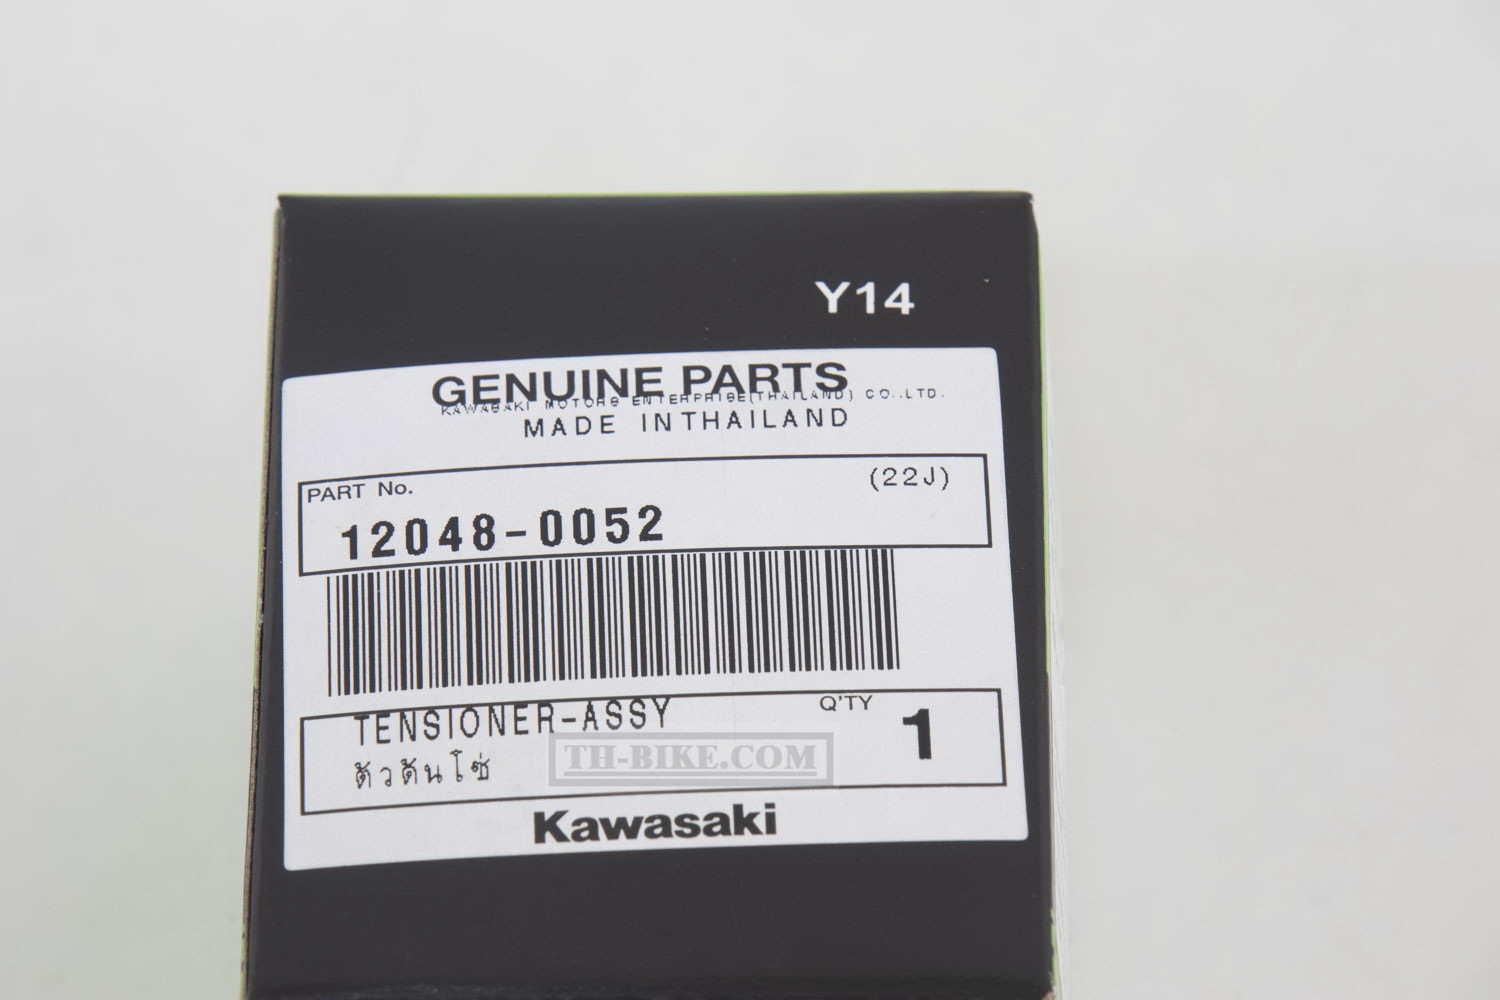 Y14
GENUINE PARTS
KAWASAKI MOTORS ENTERPRISE(THAILAND) CO.,LTD.
MADE INTHAILAND
PART No.
(22J)
12048-0052
TENSIONER-ASSY
Q'TY
1
ตัวดันโซ่
TH-BIKE.COM
Kawasaki